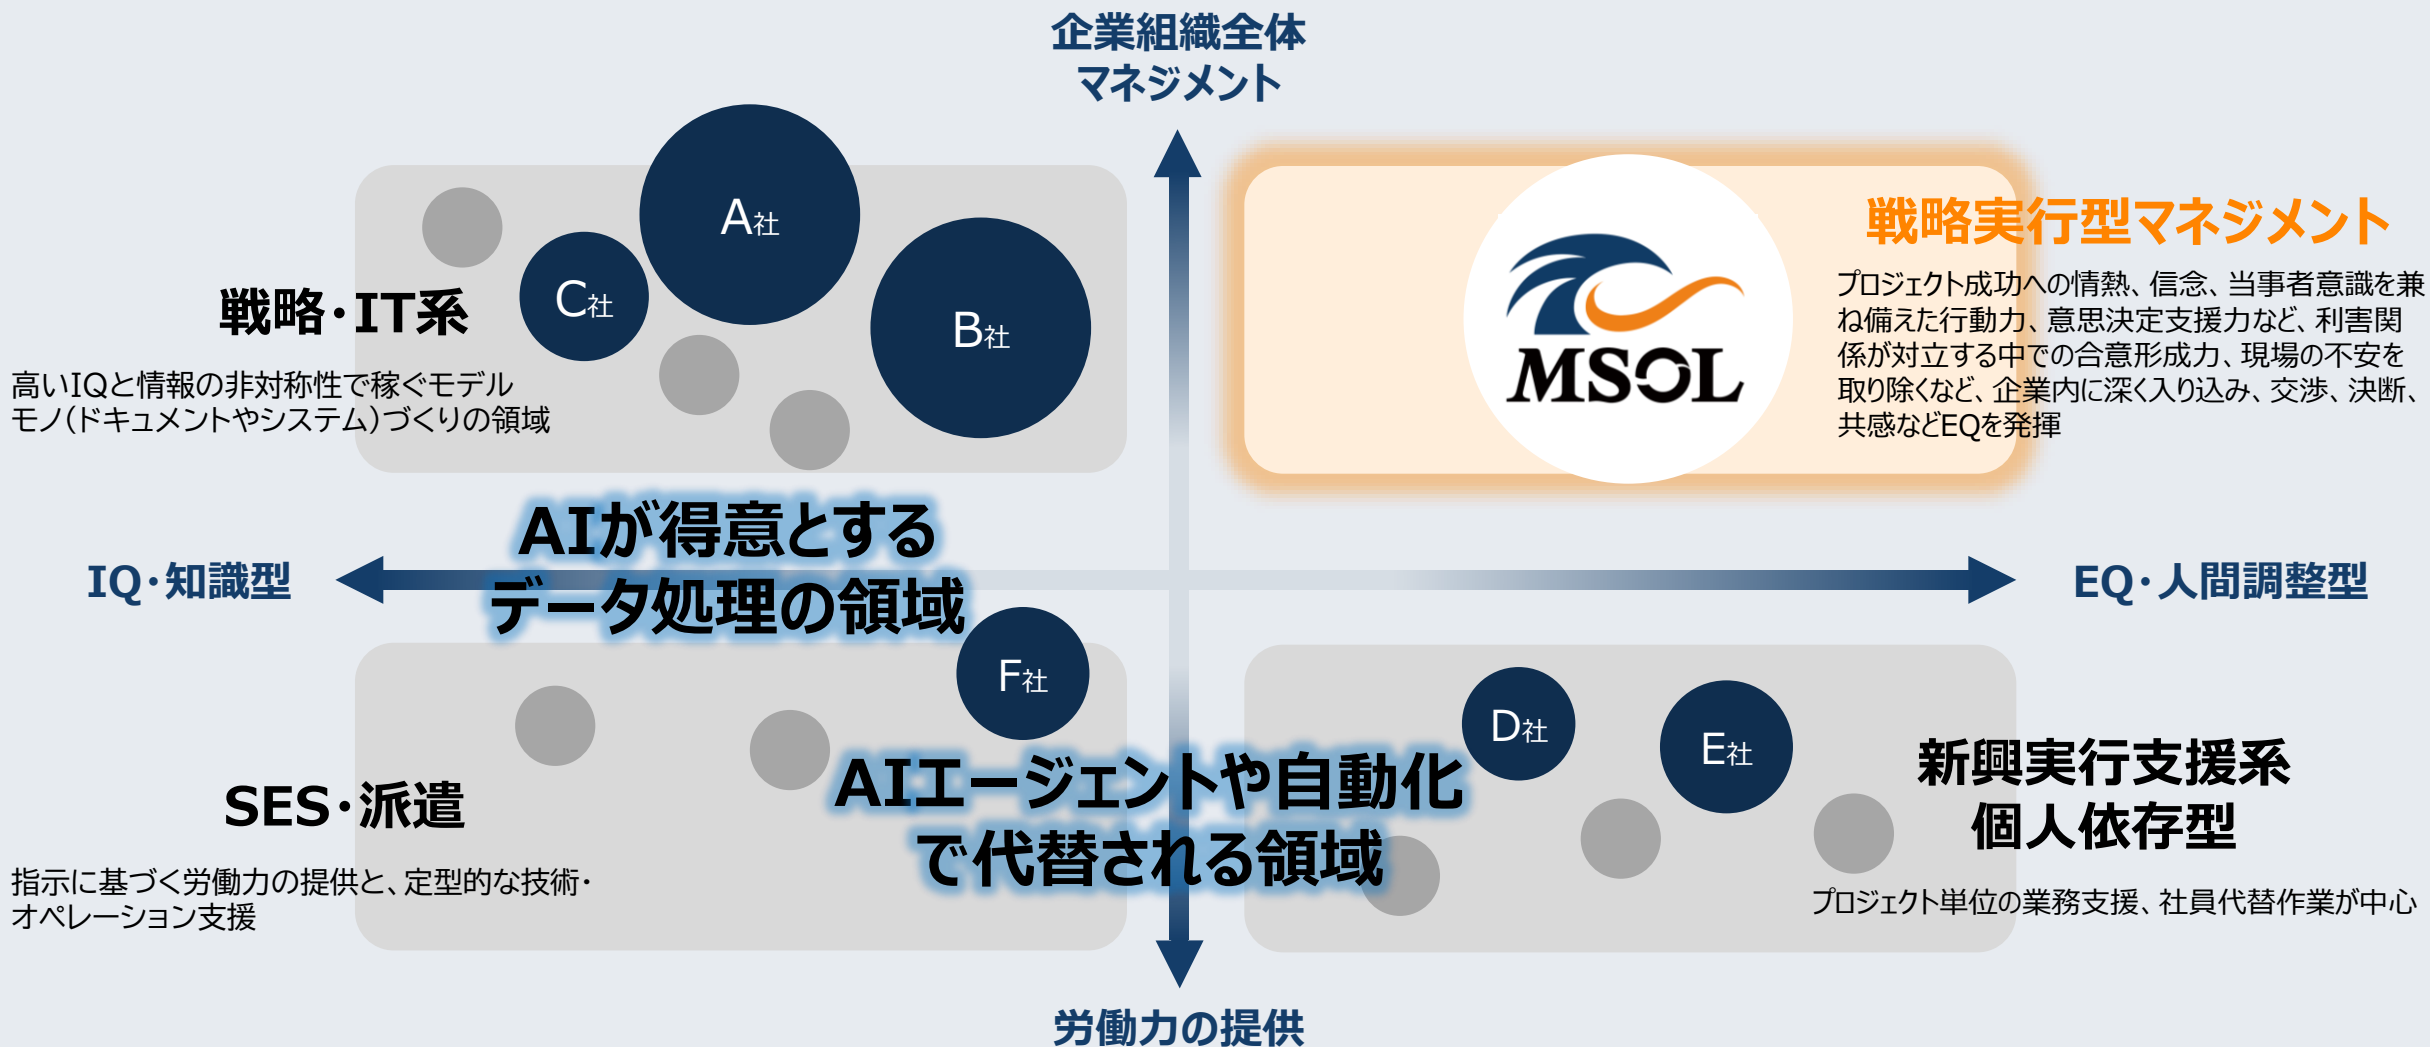 企業組織全体
マネジメント
A社
C社
B社
戦略・IT系
高いIQと情報の非対称性で稼ぐモデル
モノ(ドキュメントやシステム)づくりの領域
MSOL
戦略実行型マネジメント
プロジェクト成功への情熱、信念、当事者意識を兼
ね備えた行動力、意思決定支援力など、利害関
係が対立する中での合意形成力、現場の不安を
取り除くなど、企業内に深く入り込み、交渉、決断、
共感などEQを発揮
AIが得意とする
データ処理の領域
IQ・知識型
EQ・人間調整型
F社
SES・派遣
指示に基づく労働力の提供と、定型的な技術・
オペレーション支援
AIエージェントや自動化
で代替される領域
D社
E社
新興実行支援系
個人依存型
プロジェクト単位の業務支援、社員代替作業が中心
労働力の提供